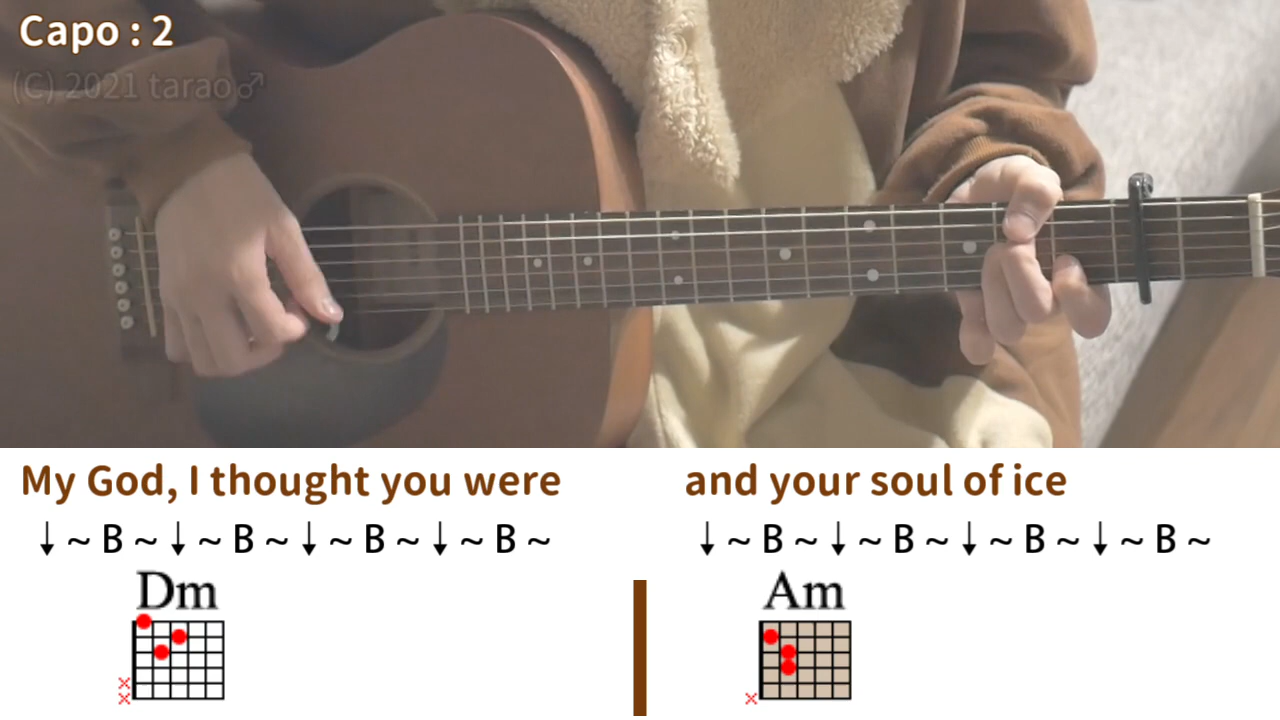 Capo : 2
(C) 2021 tarao♂
My God, I thought you were
and your soul of ice
↓ ~ B ~ ↓ ~ B ~ ↓ ~ B ~ ↓ ~ B ~
↓ ~ B ~ ↓ ~ B ~ ↓ ~ B ~ ↓ ~ B ~
Dm
Am
×
×
×